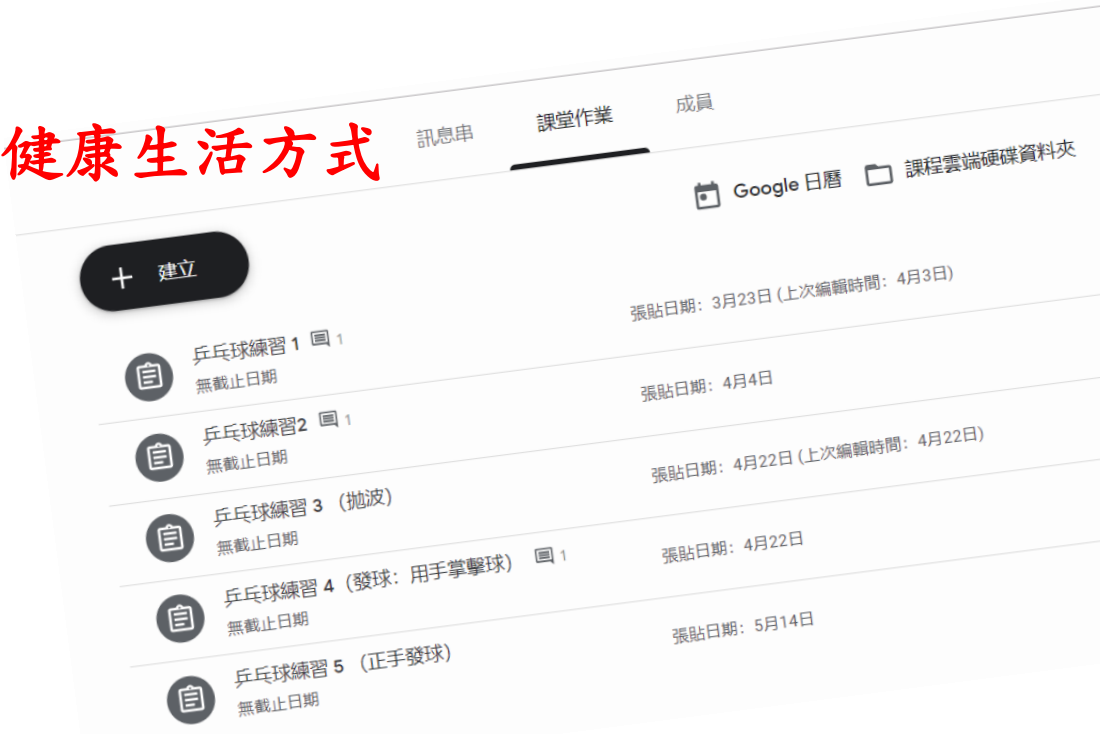 健康生活方式
訊息串 課堂作業 成員
Google 日曆 課程雲端硬碟資料夾
+ 建立
乒乓球練習 1 1 張貼日期：3月23日 (上次編輯時間：4月3日)
無截止日期
乒乓球練習2 1 張貼日期：4月4日
無截止日期
乒乓球練習 3 （拋波） 張貼日期：4月22日 (上次編輯時間：4月22日)
無截止日期
乒乓球練習 4（發球：用手掌擊球） 1 張貼日期：4月22日
無截止日期
乒乓球練習 5 （正手發球） 張貼日期：5月14日
無截止日期